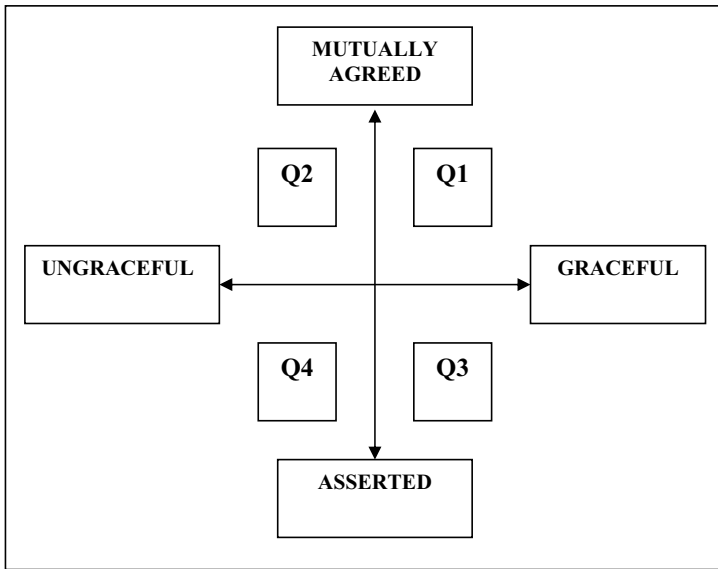 MUTUALLY
AGREED
Q2
Q1
UNGRACEFUL
GRACEFUL
Q4
Q3
ASSERTED